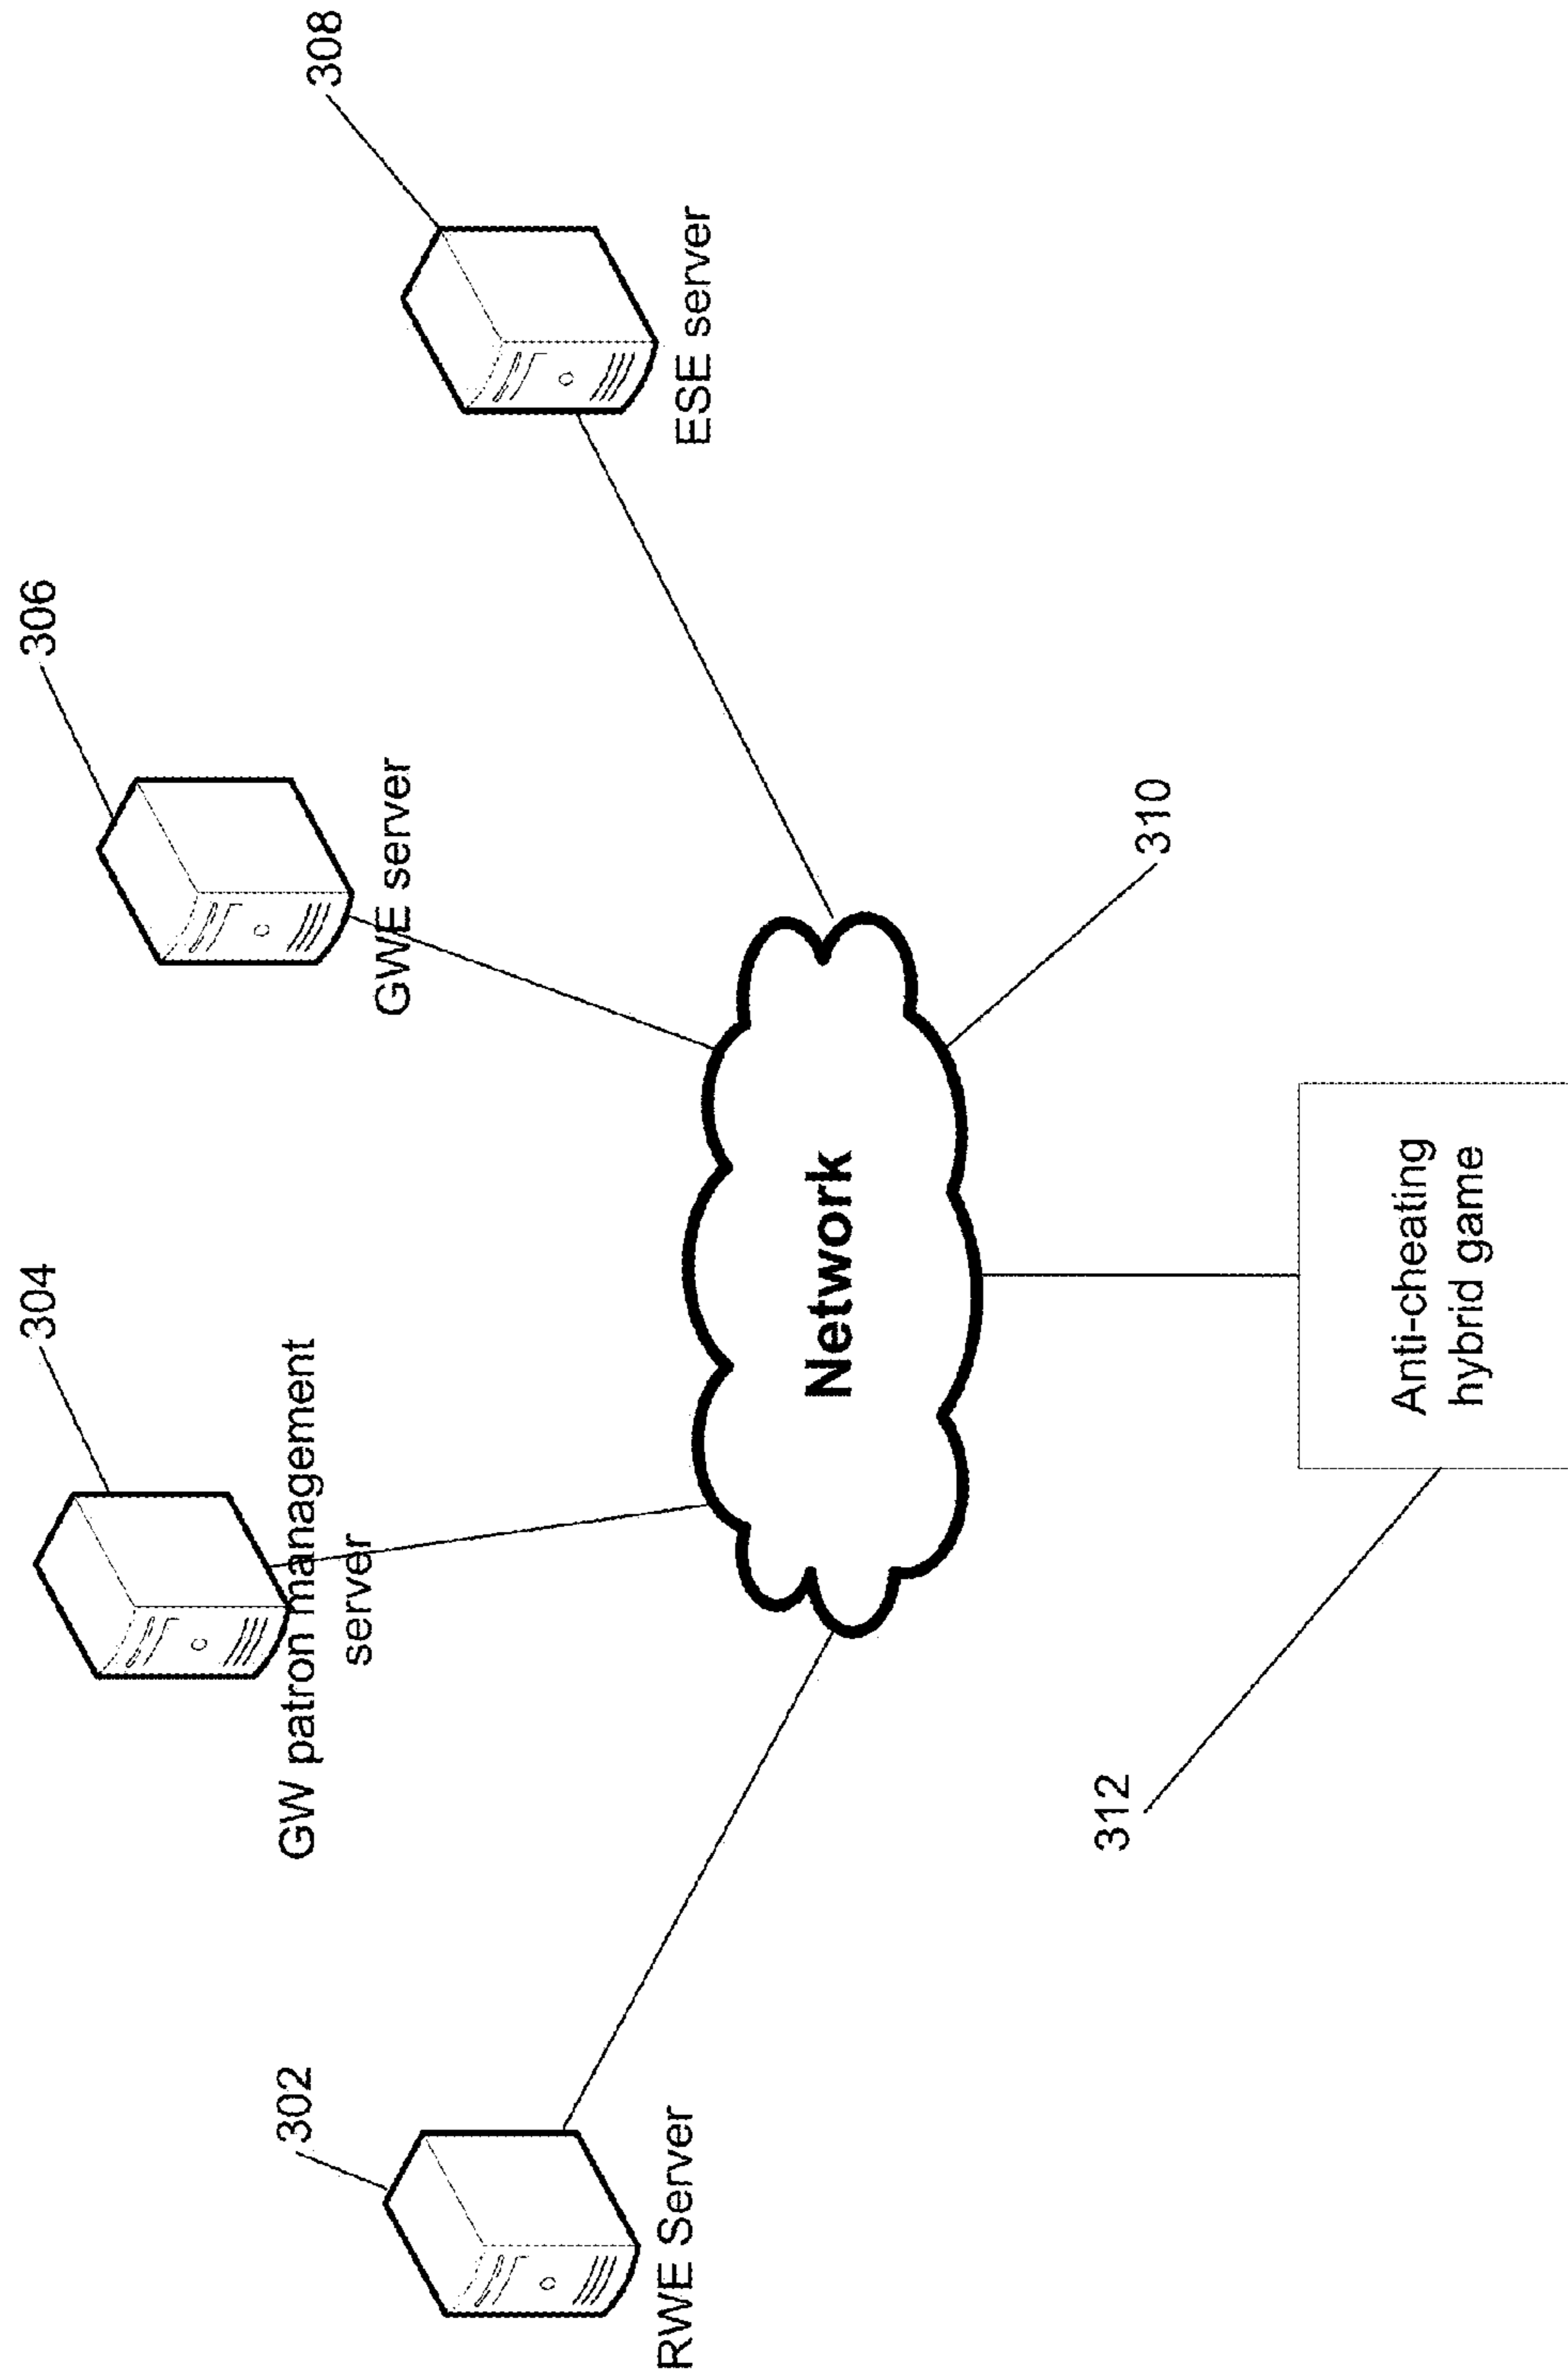 304
306
302
308
GW patron management
server
GWE server
RWE Server
ESE server
Network
310
312
Anti-cheating
hybrid game